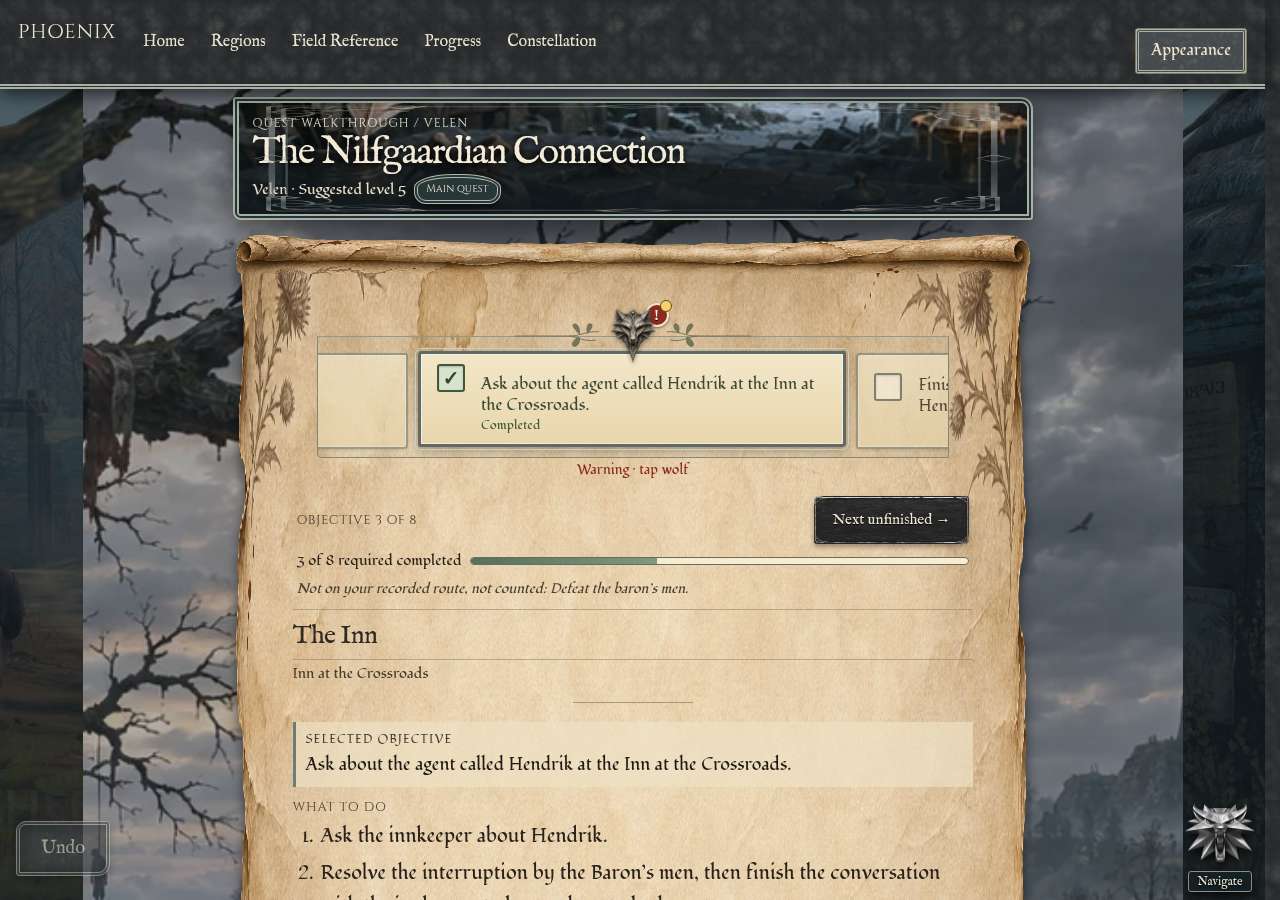 PHOENIX
Home
Regions
Field Reference
Progress
Constellation
Appearance
QUEST WALKTHROUGH / VELEN
The Nilfgaardian Connection
Velen · Suggested level 5
MAIN QUEST
!
✓
Ask about the agent called Hendrik at the Inn at
the Crossroads.
Completed
Warning · tap wolf
OBJECTIVE 3 OF 8
Next unfinished →
3 of 8 required completed
Not on your recorded route, not counted: Defeat the baron's men.
The Inn
Inn at the Crossroads
SELECTED OBJECTIVE
Ask about the agent called Hendrik at the Inn at the Crossroads.
WHAT TO DO
1. Ask the innkeeper about Hendrik.
2. Resolve the interruption by the Baron's men, then finish the conversation
Undo
Navigate